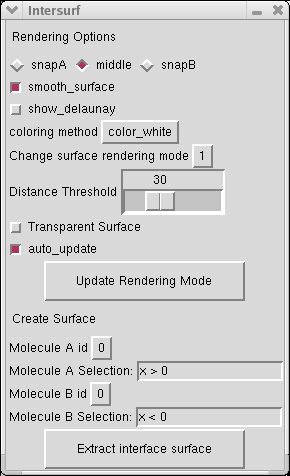 Intersurf
Rendering Options
snapA middle snapB
smooth_surface
show_delaunay
coloring method color_white
Change surface rendering mode 1
30
Distance Threshold
Transparent Surface
auto_update
Update Rendering Mode
Create Surface
Molecule A id 0
Molecule A Selection: x > 0
Molecule B id 0
Molecule B Selection: x < 0
Extract interface surface